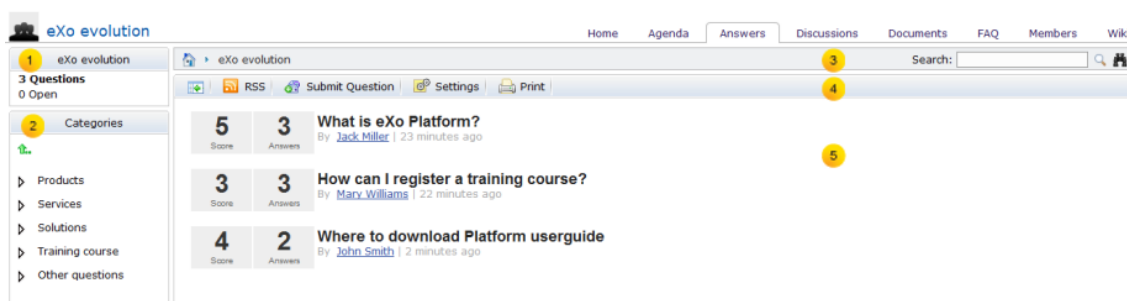 eXo evolution
Home Agenda Answers Discussions Documents FAQ Members Wik
1 eXo evolution
3 Questions
0 Open
eXo evolution 3 Search:
RSS Submit Question Settings Print 4
2 Categories
Products
Services
Solutions
Training course
Other questions
5 3 What is eXo Platform?
Score Answers By Jack Miller | 23 minutes ago
5
3 3 How can I register a training course?
Score Answers By Mary Williams | 22 minutes ago
4 2 Where to download Platform userguide
Score Answers By John Smith | 2 minutes ago